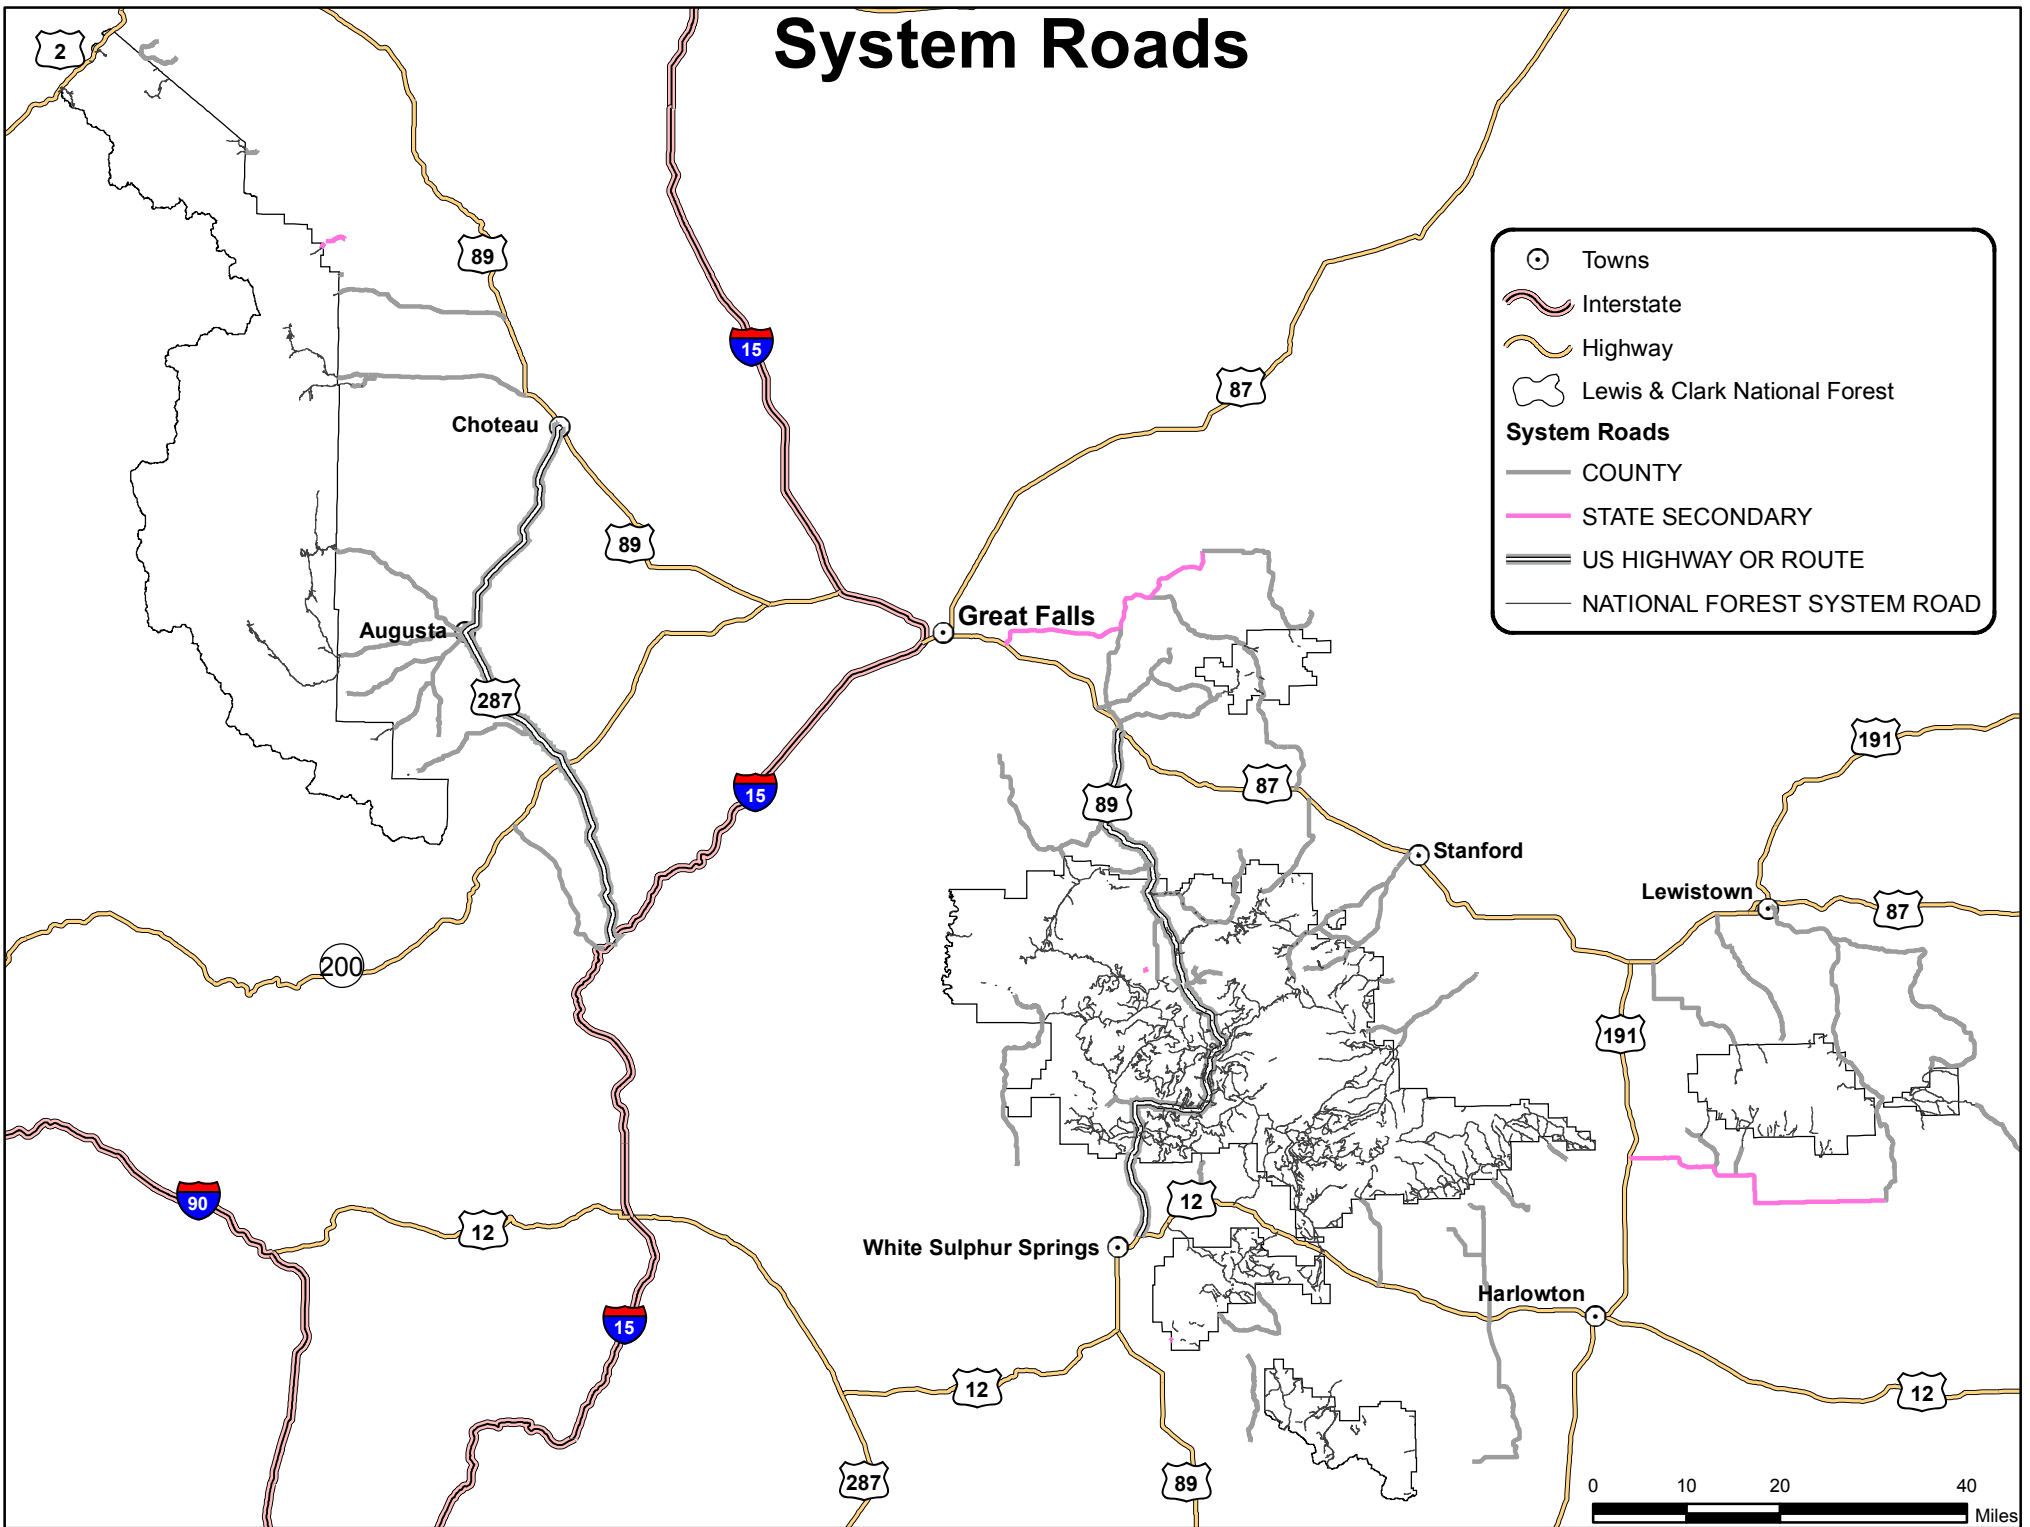 System Roads
2
89
15
87
Towns
Interstate
Highway
Lewis & Clark National Forest
System Roads
COUNTY
STATE SECONDARY
US HIGHWAY OR ROUTE
NATIONAL FOREST SYSTEM ROAD
Choteau
89
Great Falls
Augusta
287
191
15
87
89
Stanford
Lewistown
87
200
191
90
12
12
White Sulphur Springs
Harlowton
15
12
12
287
89
0 10 20 40
Miles